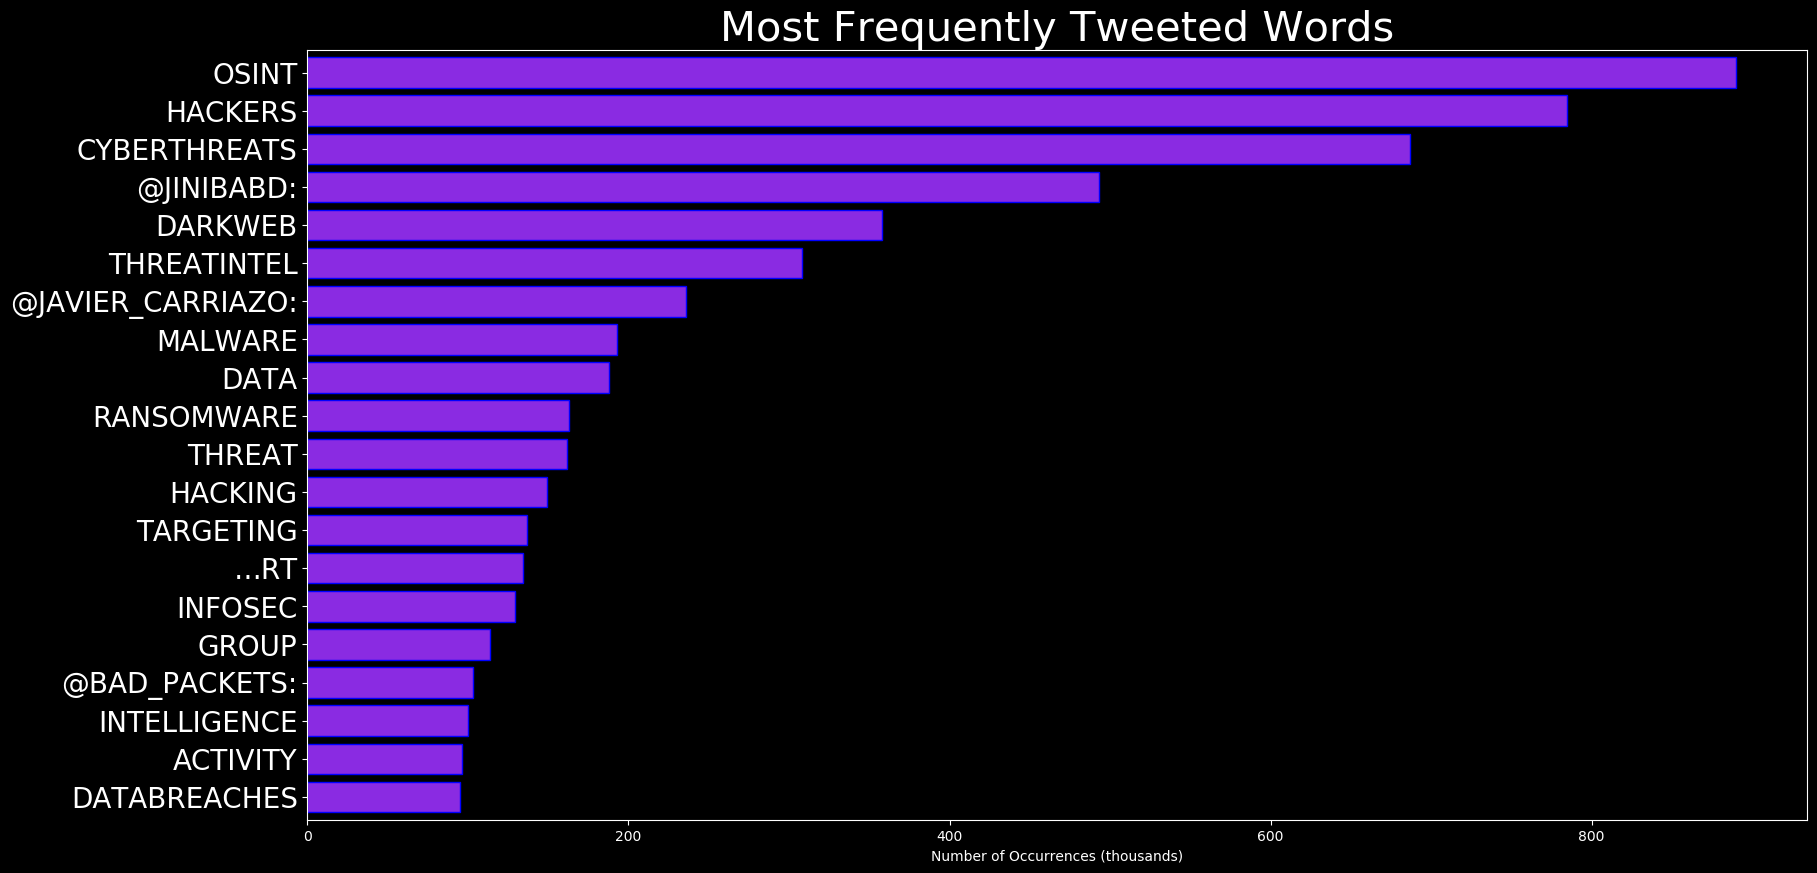 Most Frequently Tweeted Words
OSINT
HACKERS
CYBERTHREATS
@JINIBABD:
DARKWEB
THREATINTEL
@JAVIER_CARRIAZO:
MALWARE
DATA
RANSOMWARE
THREAT
HACKING
TARGETING
…RT
INFOSEC
GROUP
@BAD_PACKETS:
INTELLIGENCE
ACTIVITY
DATABREACHES
0 200 400 600 800
Number of Occurrences (thousands)